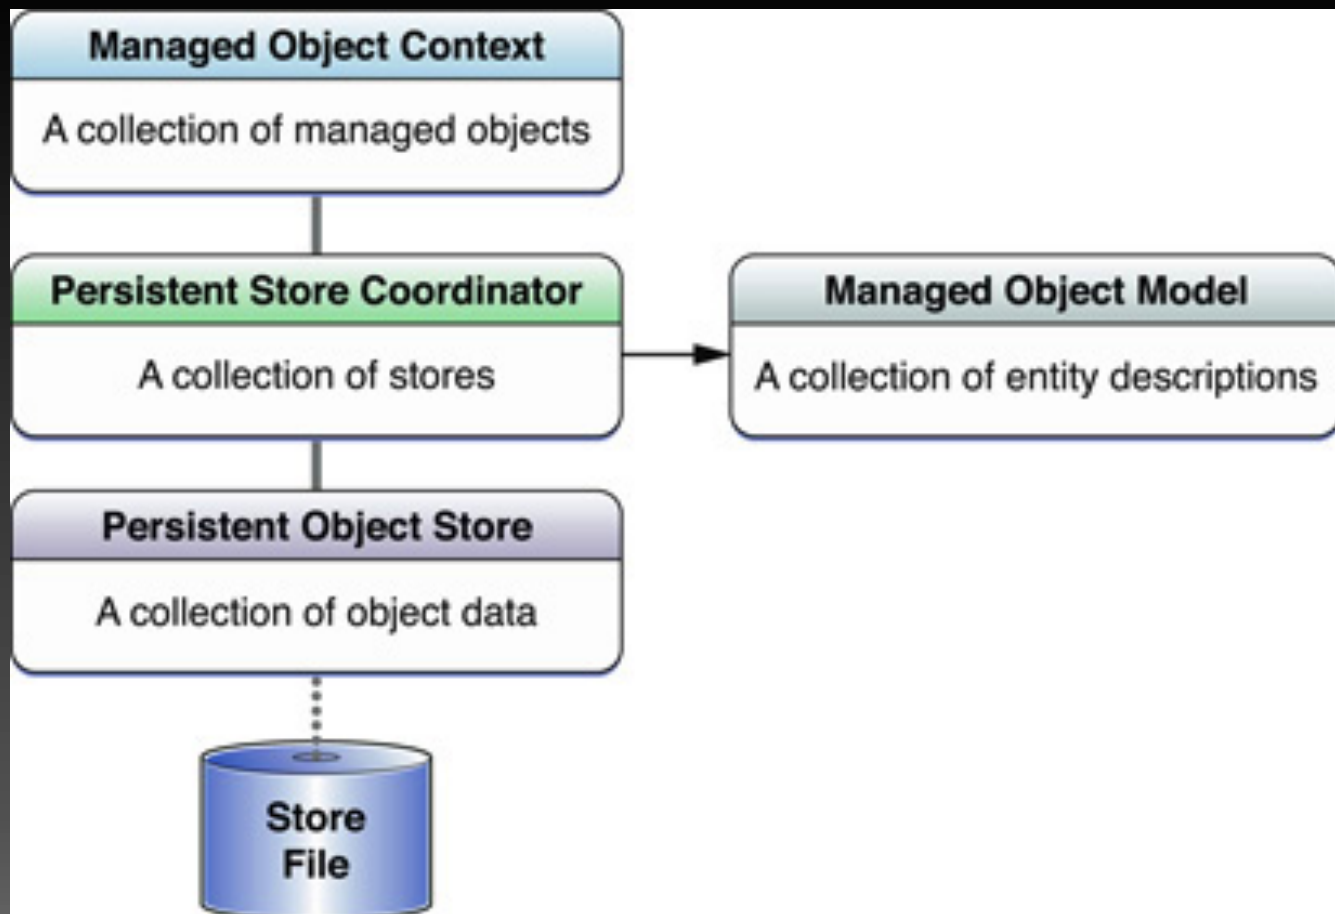 Managed Object Context
A collection of managed objects
Persistent Store Coordinator
A collection of stores
Managed Object Model
A collection of entity descriptions
Persistent Object Store
A collection of object data
Store
File